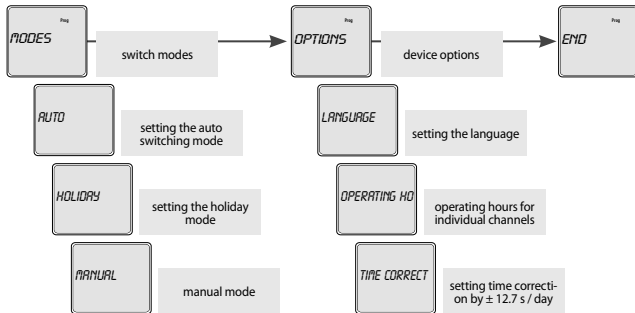 Prog
MODES
switch modes
Prog
OPTIONS
device options
Prog
END
AUTO
setting the auto
switching mode
LANGUAGE
setting the language
HOLIDAY
setting the holiday
mode
OPERATING HO
operating hours for
individual channels
MANUAL
manual mode
TIME CORRECT
setting time correcti-
on by ± 12.7 s / day